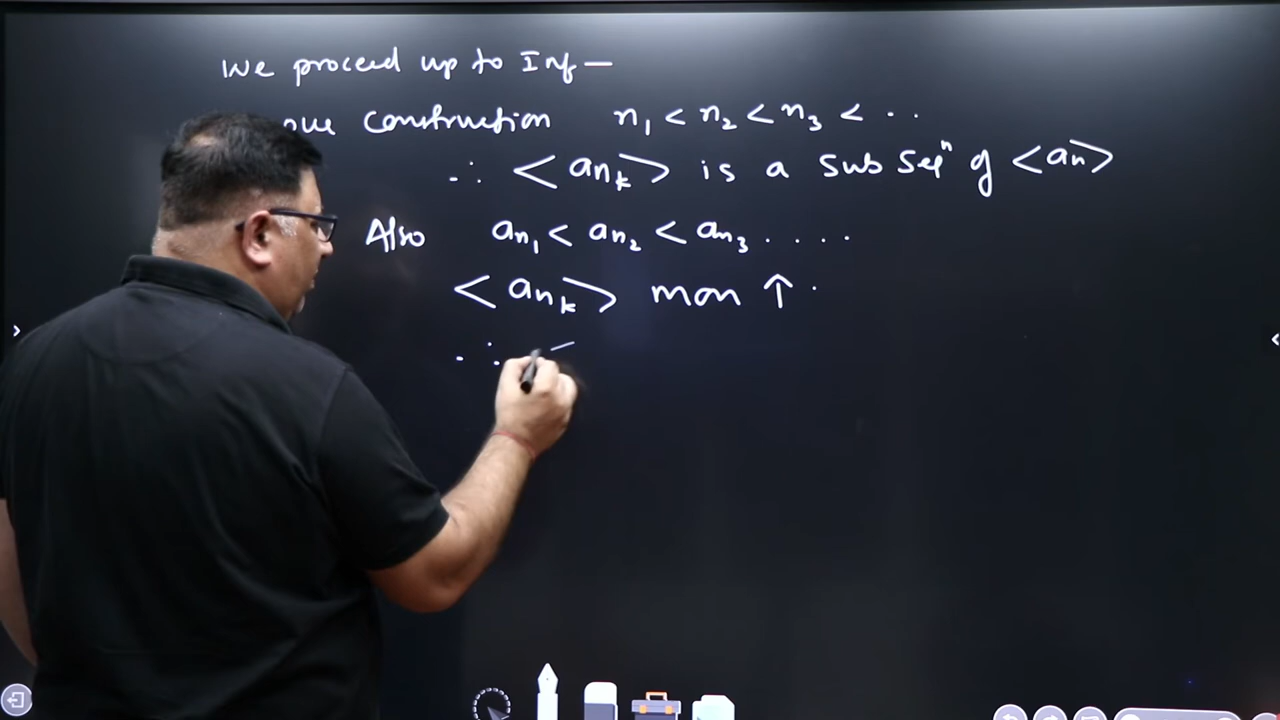 We proceed up to Inf —
our construction n₁ < n₂ < n₃ < . .
∴ <aₙₖ> is a sub seqⁿ of <aₙ>
Also aₙ₁ < aₙ₂ < aₙ₃ . . . .
<aₙₖ> mon ↑ .
∴